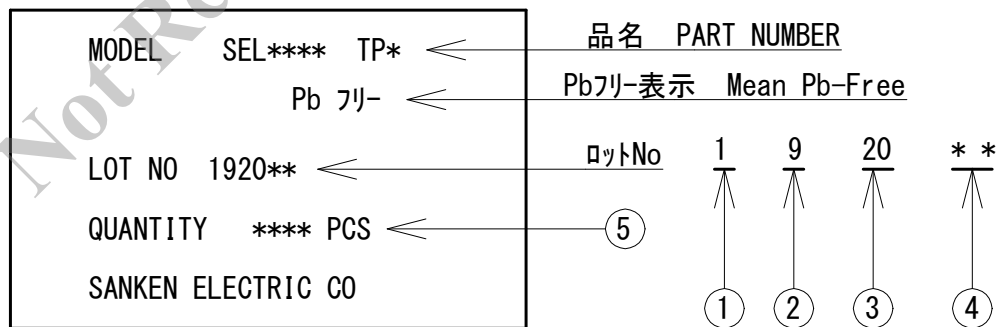 MODEL SEL**** TP*
品名 PART NUMBER
Pb フリー
Pbフリー表示 Mean Pb-Free
LOT NO 1920**
ロットNo 1 9 20 **
QUANTITY **** PCS
⑤
SANKEN ELECTRIC CO
① ② ③ ④
Not R